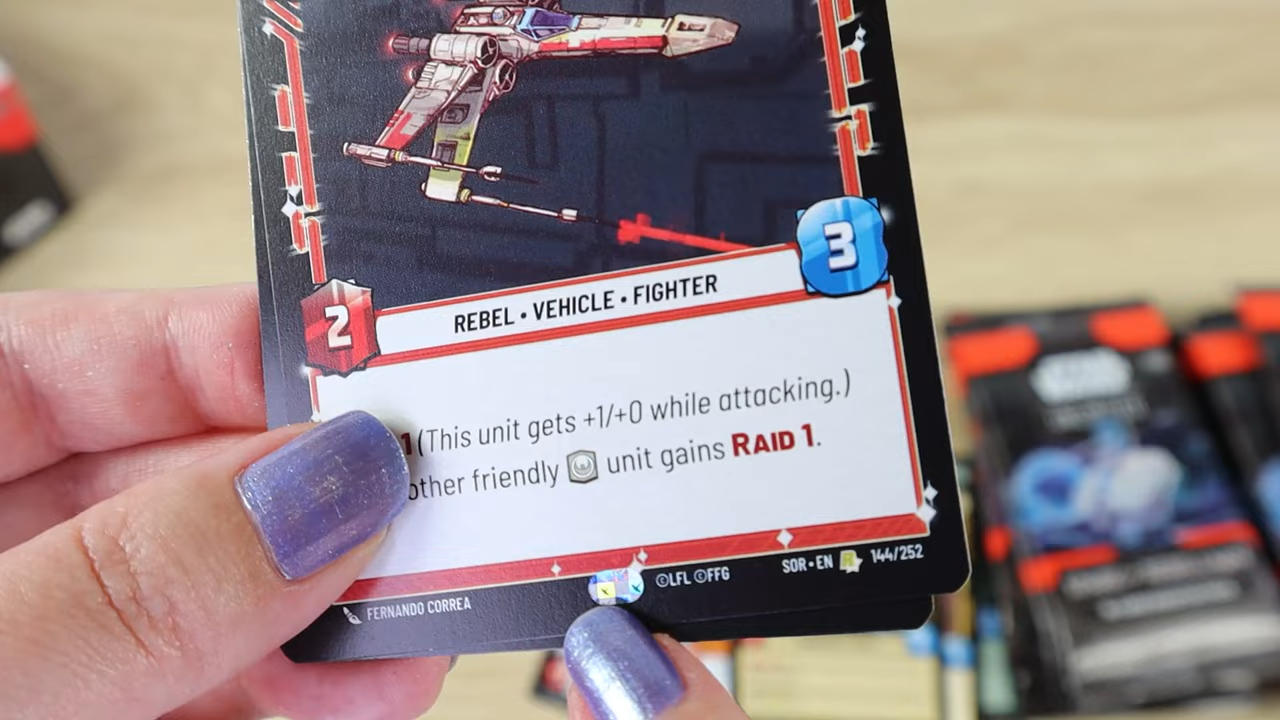 3
2
REBEL • VEHICLE • FIGHTER
1 (This unit gets +1/+0 while attacking.)
other friendly unit gains RAID 1.
©LFL ©FFG
SOR • EN R 144/252
FERNANDO CORREA